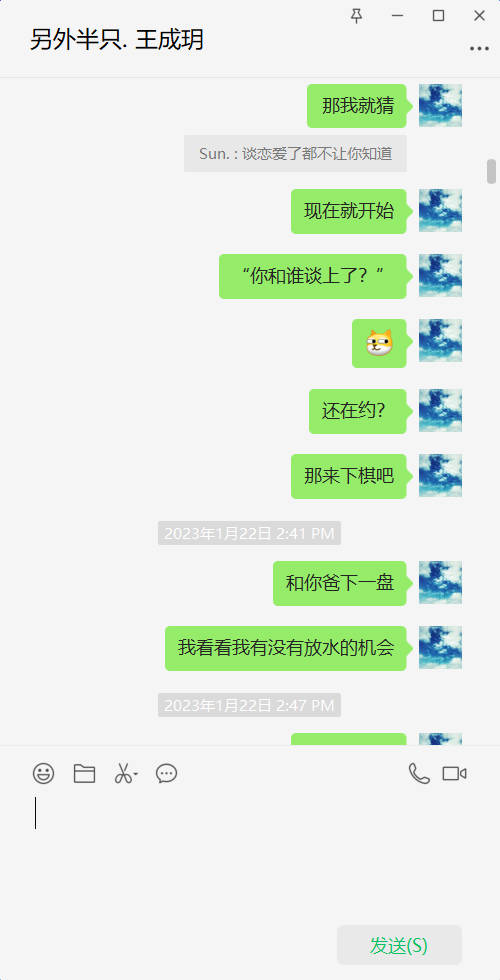 另外半只. 王成玥
那我就猜
Sun. : 谈恋爱了都不让你知道
现在就开始
“你和谁谈上了？”
还在约?
那来下棋吧
2023年1月22日 2:41 PM
和你爸下一盘
我看看我有没有放水的机会
2023年1月22日 2:47 PM
发送(S)